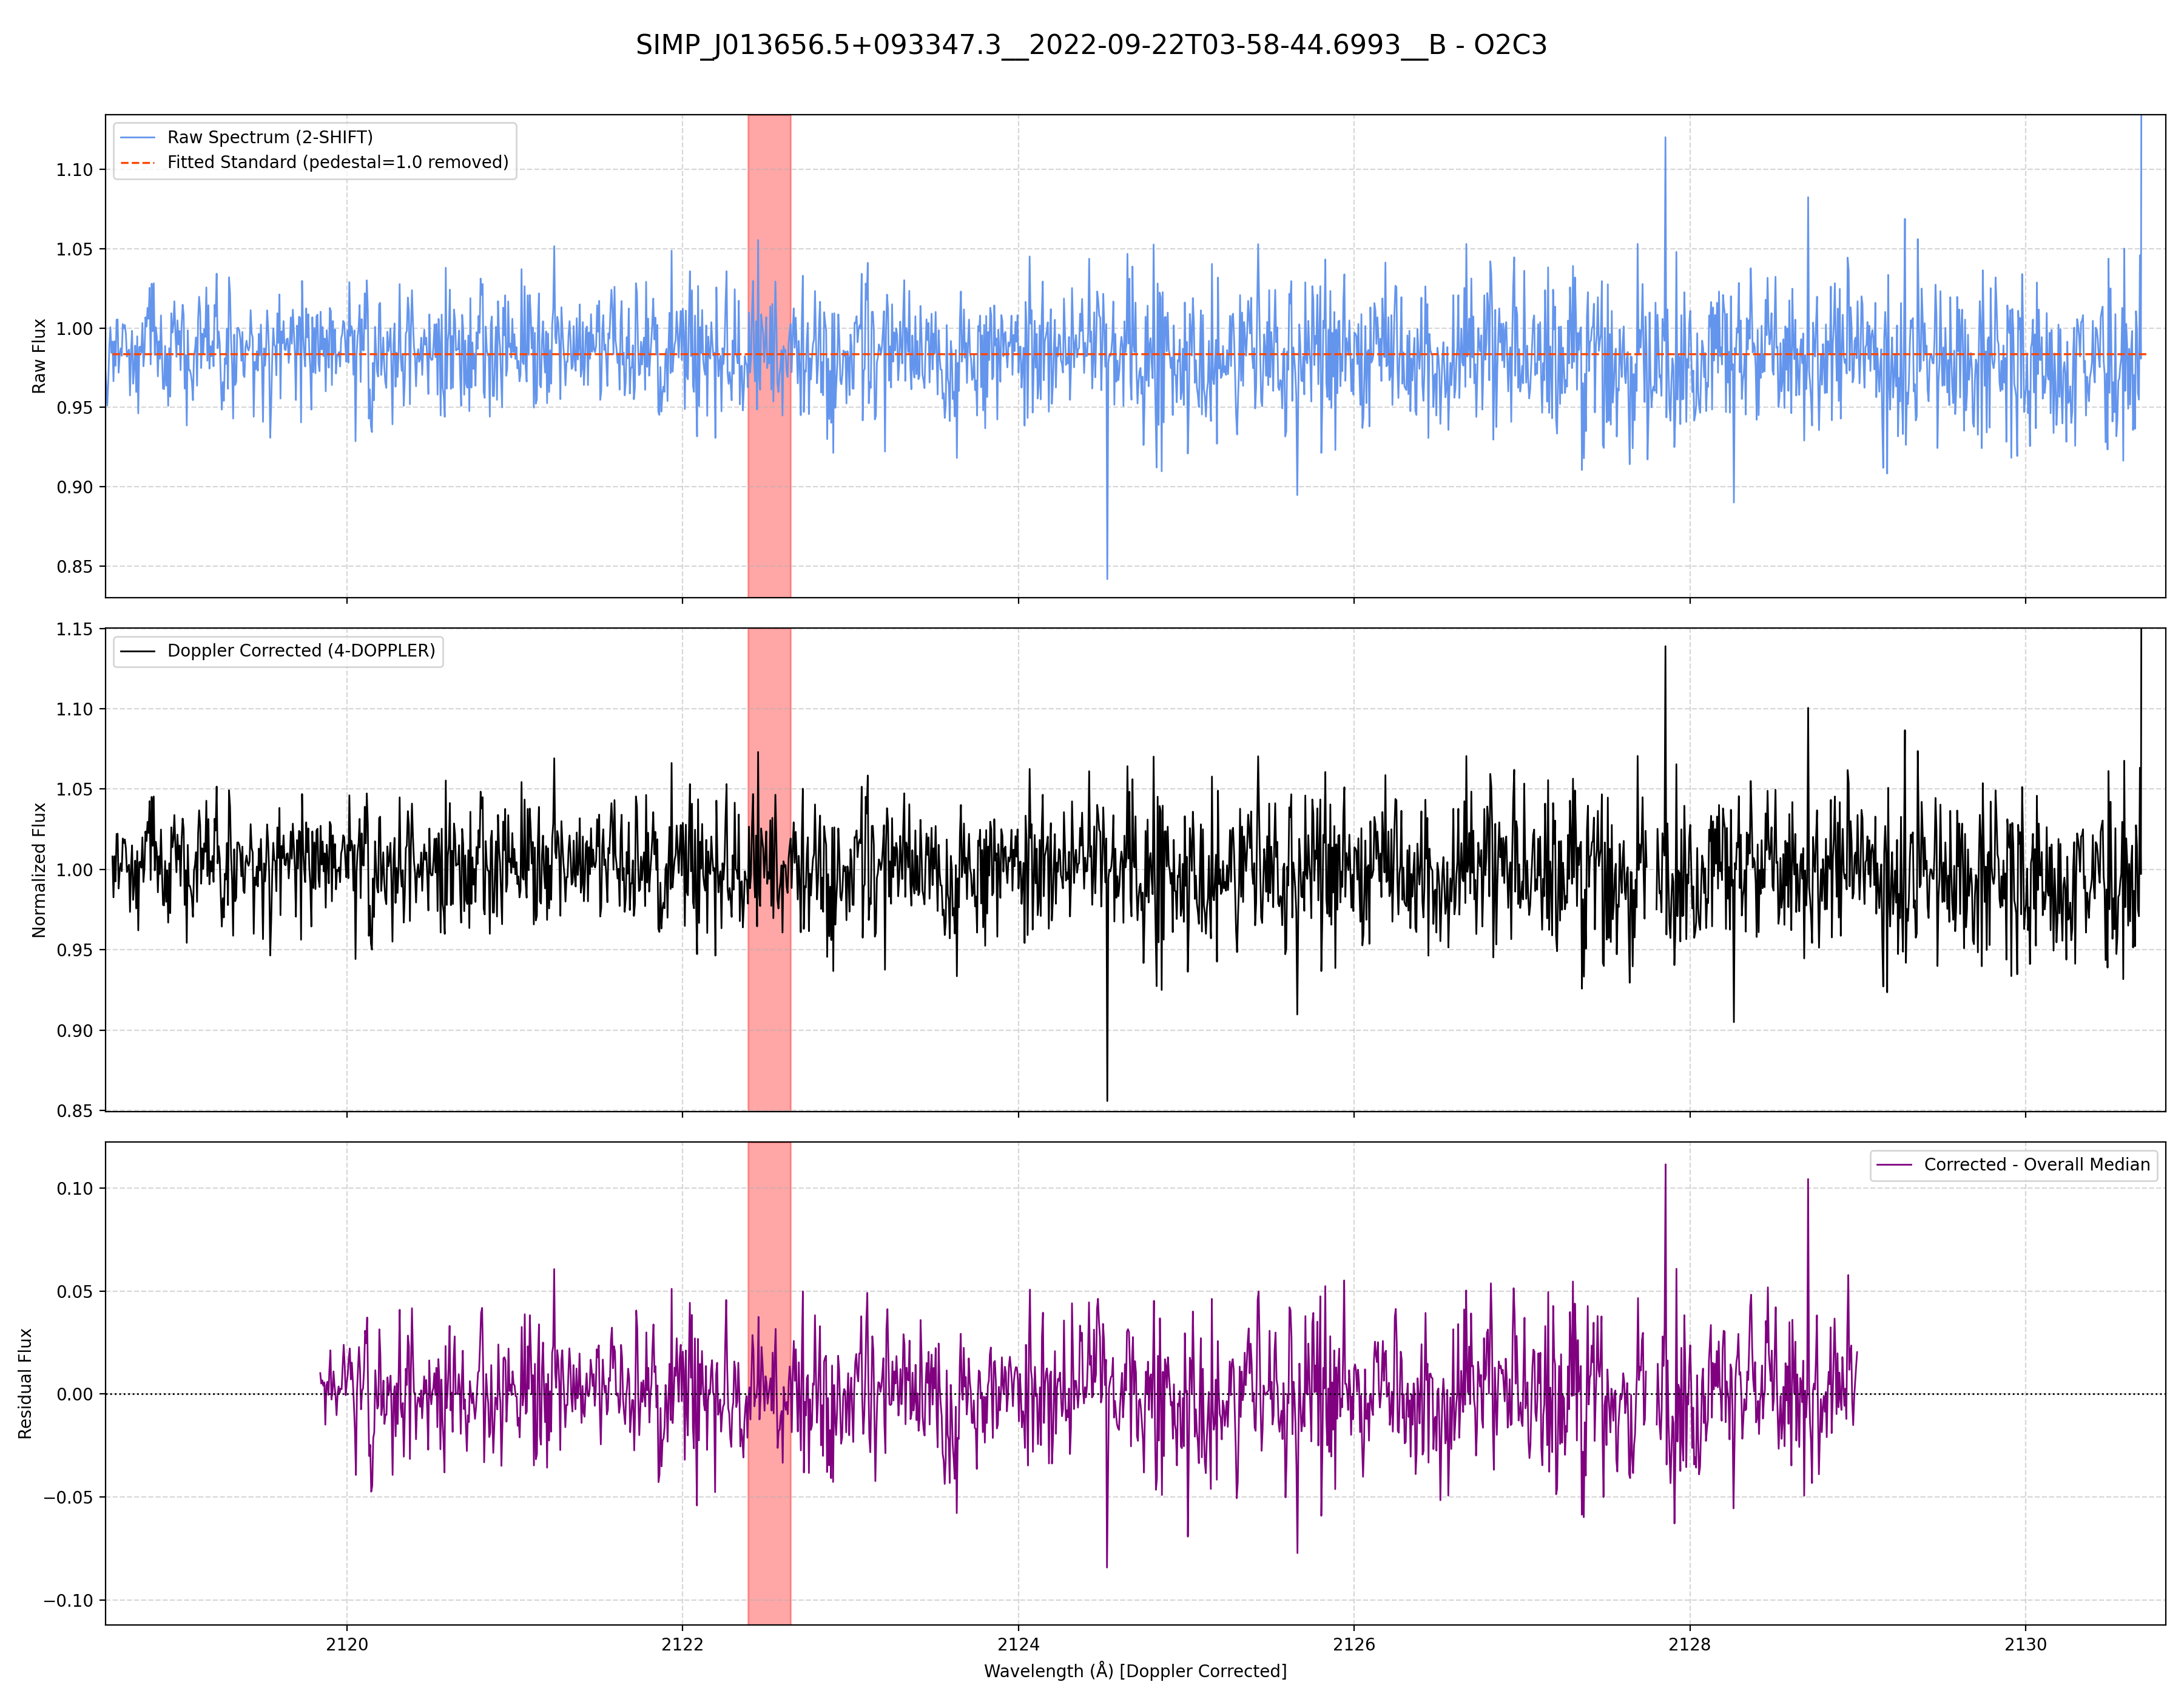 SIMP_J013656.5+093347.3__2022-09-22T03-58-44.6993__B - O2C3
Raw Spectrum (2-SHIFT)
Fitted Standard (pedestal=1.0 removed)
Raw Flux
1.10
1.05
1.00
0.95
0.90
0.85
Doppler Corrected (4-DOPPLER)
Normalized Flux
1.15
1.10
1.05
1.00
0.95
0.90
0.85
Corrected - Overall Median
Residual Flux
0.10
0.05
0.00
−0.05
−0.10
2120 2122 2124 2126 2128 2130
Wavelength (Å) [Doppler Corrected]